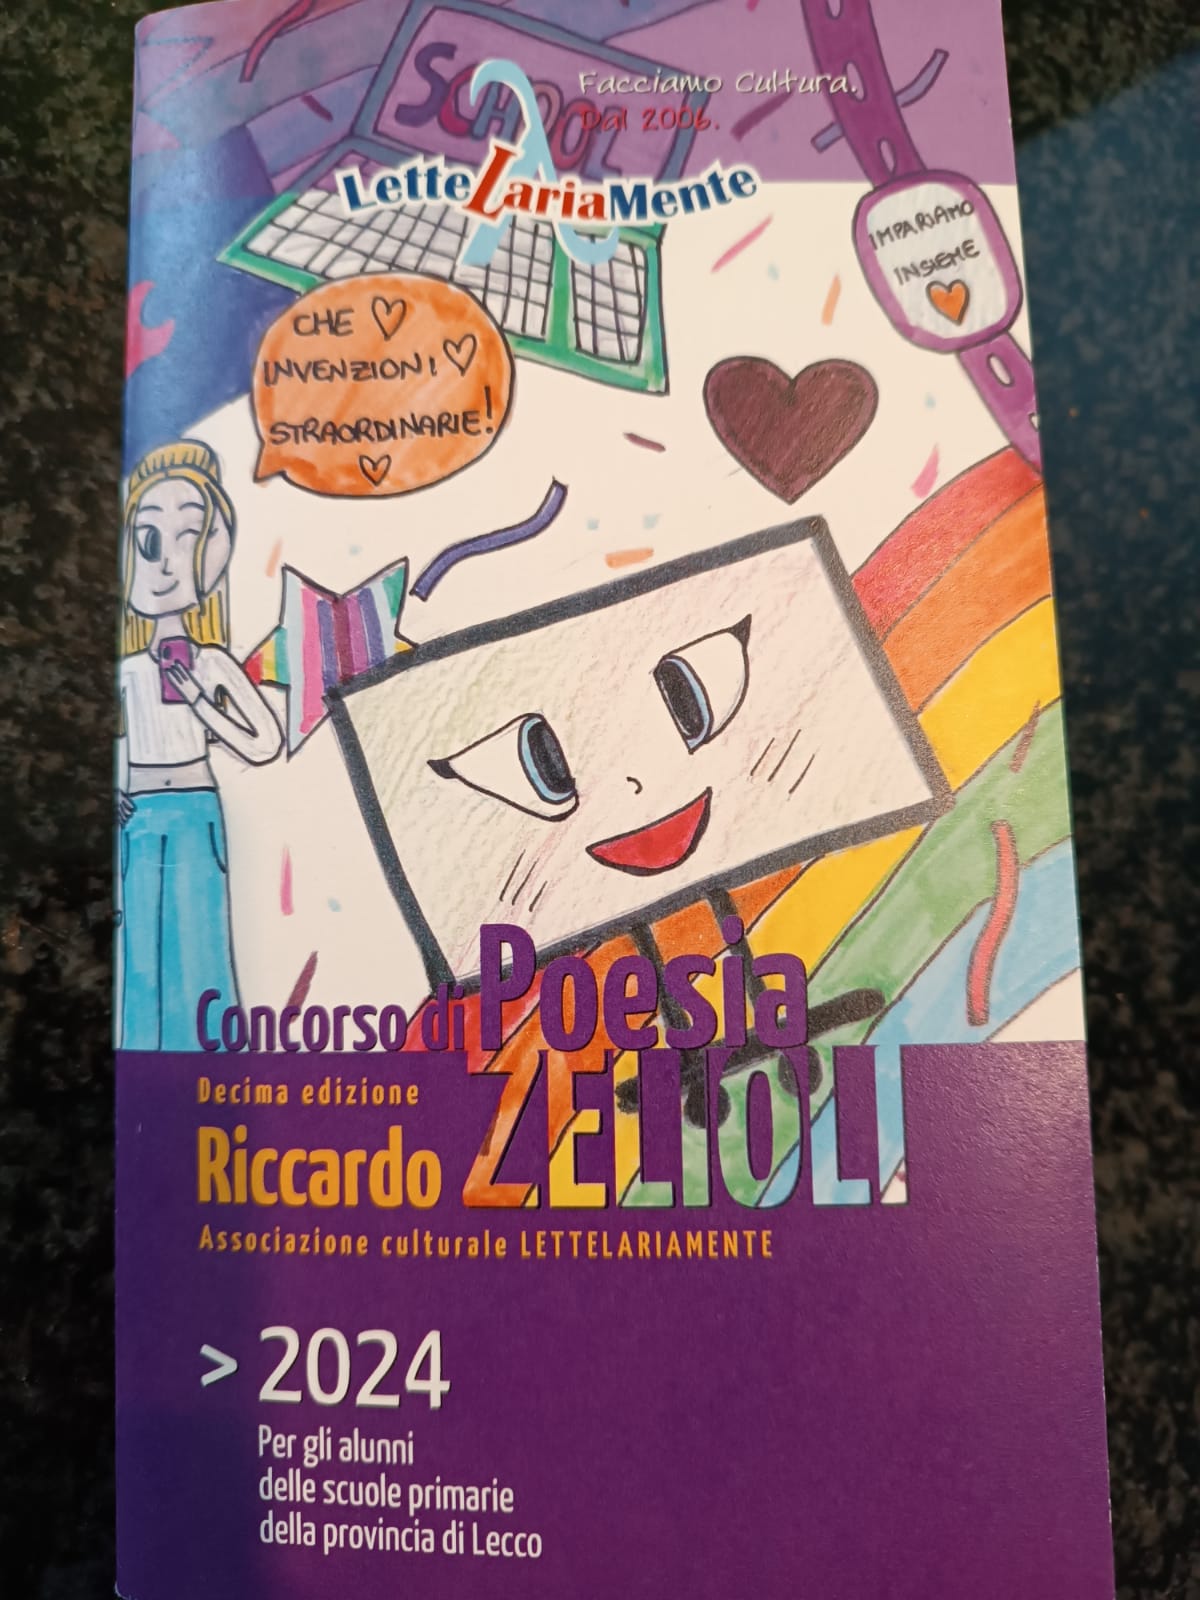 SCHOOL
Facciamo Cultura.
Dal 2006.
LetteLariaMente
IMPARIAMO
INSIEME
CHE
INVENZIONI
STRAORDINARIE!
Concorso di Poesia
Decima edizione
Riccardo ZELIOLI
Associazione culturale LETTELARIAMENTE
> 2024
Per gli alunni
delle scuole primarie
della provincia di Lecco